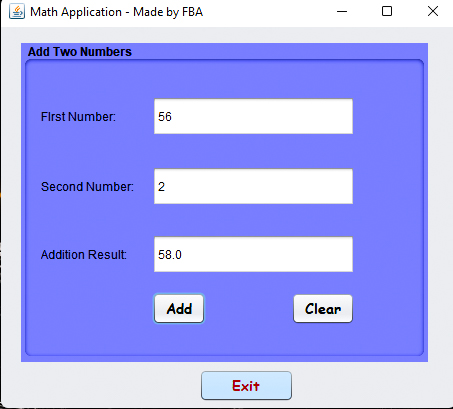 Math Application - Made by FBA
Add Two Numbers
FIrst Number: 56
Second Number: 2
Addition Result: 58.0
Add Clear
Exit